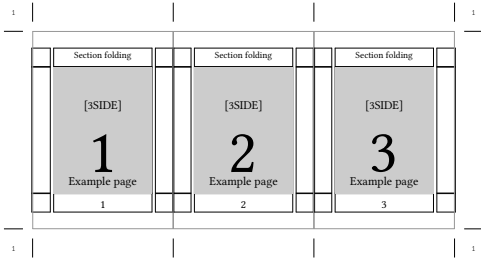 1 1
Section folding Section folding Section folding
[3SIDE] [3SIDE] [3SIDE]
1 2 3
Example page Example page Example page
1 2 3
1 1